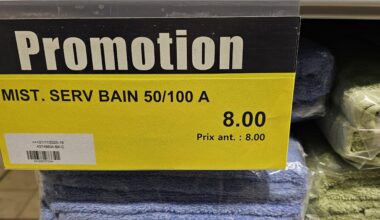 Promotion
MIST. SERV BAIN 50/100 A
8.00
Prix ant. : 8.00